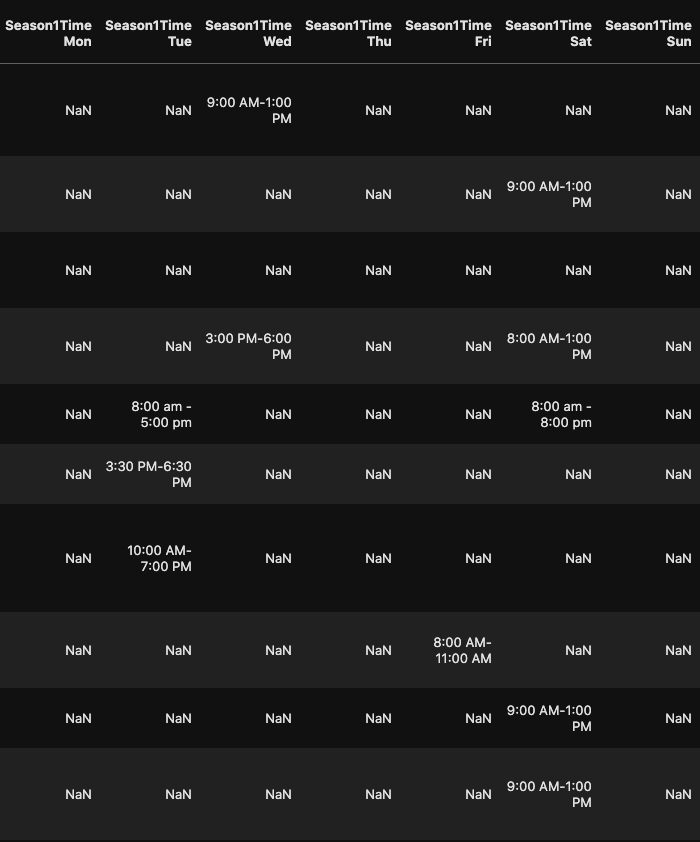 Season1Time Mon Season1Time Tue Season1Time Wed Season1Time Thu Season1Time Fri Season1Time Sat Season1Time Sun
NaN NaN 9:00 AM-1:00 PM NaN NaN NaN NaN
NaN NaN NaN NaN NaN 9:00 AM-1:00 PM NaN
NaN NaN NaN NaN NaN NaN NaN
NaN NaN 3:00 PM-6:00 PM NaN NaN 8:00 AM-1:00 PM NaN
NaN 8:00 am - 5:00 pm NaN NaN NaN 8:00 am - 8:00 pm NaN
NaN 3:30 PM-6:30 PM NaN NaN NaN NaN NaN
NaN 10:00 AM-7:00 PM NaN NaN NaN NaN NaN
NaN NaN NaN NaN 8:00 AM-11:00 AM NaN NaN
NaN NaN NaN NaN NaN 9:00 AM-1:00 PM NaN
NaN NaN NaN NaN NaN 9:00 AM-1:00 PM NaN